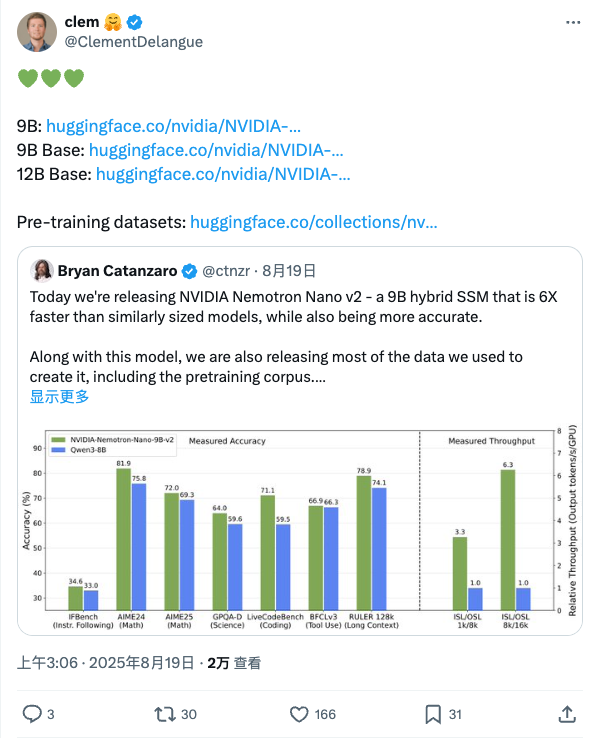 clem 🤗
@ClementDelangue
💚💚💚
9B: huggingface.co/nvidia/NVIDIA-…
9B Base: huggingface.co/nvidia/NVIDIA-…
12B Base: huggingface.co/nvidia/NVIDIA-…
Pre-training datasets: huggingface.co/collections/nv…
Bryan Catanzaro @ctnzr · 8月19日
Today we're releasing NVIDIA Nemotron Nano v2 - a 9B hybrid SSM that is 6X
faster than similarly sized models, while also being more accurate.
Along with this model, we are also releasing most of the data we used to
create it, including the pretraining corpus....
显示更多
NVIDIA-Nemotron-Nano-9B-v2
Qwen3-8B
Measured Accuracy
Measured Throughput
Accuracy (%)
90
80
70
60
50
40
30
34.6 33.0
81.9 75.8
72.0 69.3
64.0 59.6
71.1 59.5
66.9 66.3
78.9 74.1
3.3 1.0
6.3 1.0
8
7
6
5
4
3
2
1
0
Relative Throughput (Output tokens/s/GPU)
IFBench
(Instr. Following)
AIME24
(Math)
AIME25
(Math)
GPQA-D
(Science)
LiveCodeBench
(Coding)
BFCLv3
(Tool Use)
RULER 128k
(Long Context)
ISL/OSL
1k/8k
ISL/OSL
8k/16k
上午3:06 · 2025年8月19日 · 2万 查看
3 30 166 31